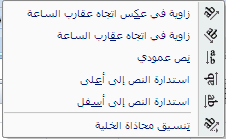 زاوية في عكس اتجاه عقارب الساعة
زاوية في اتجاه عقارب الساعة
نص عمودي
استدارة النص إلى أعلى
استدارة النص إلى أسفل
تنسيق محاذاة الخلية